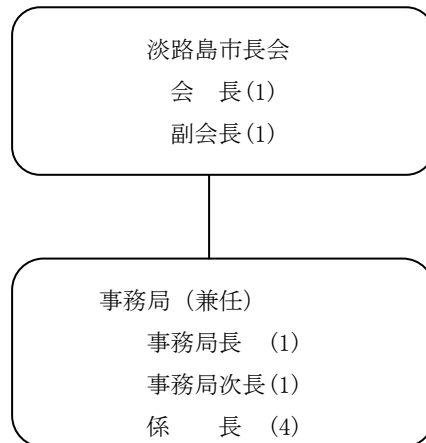 淡路島市長会
会　長(1)
副会長(1)
事務局（兼任）
事務局長　(1)
事務局次長(1)
係　　長　(4)